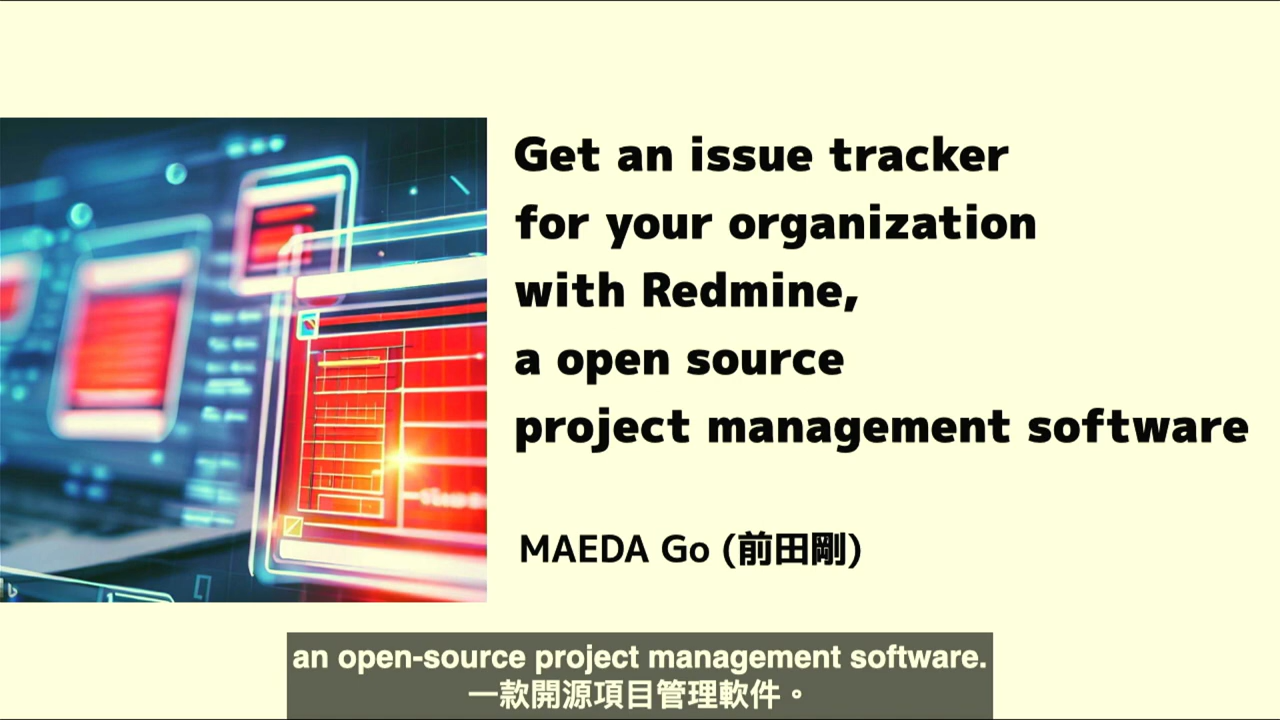 Get an issue tracker
for your organization
with Redmine,
a open source
project management software
MAEDA Go (前田剛)
an open-source project management software.
一款開源項目管理軟件。